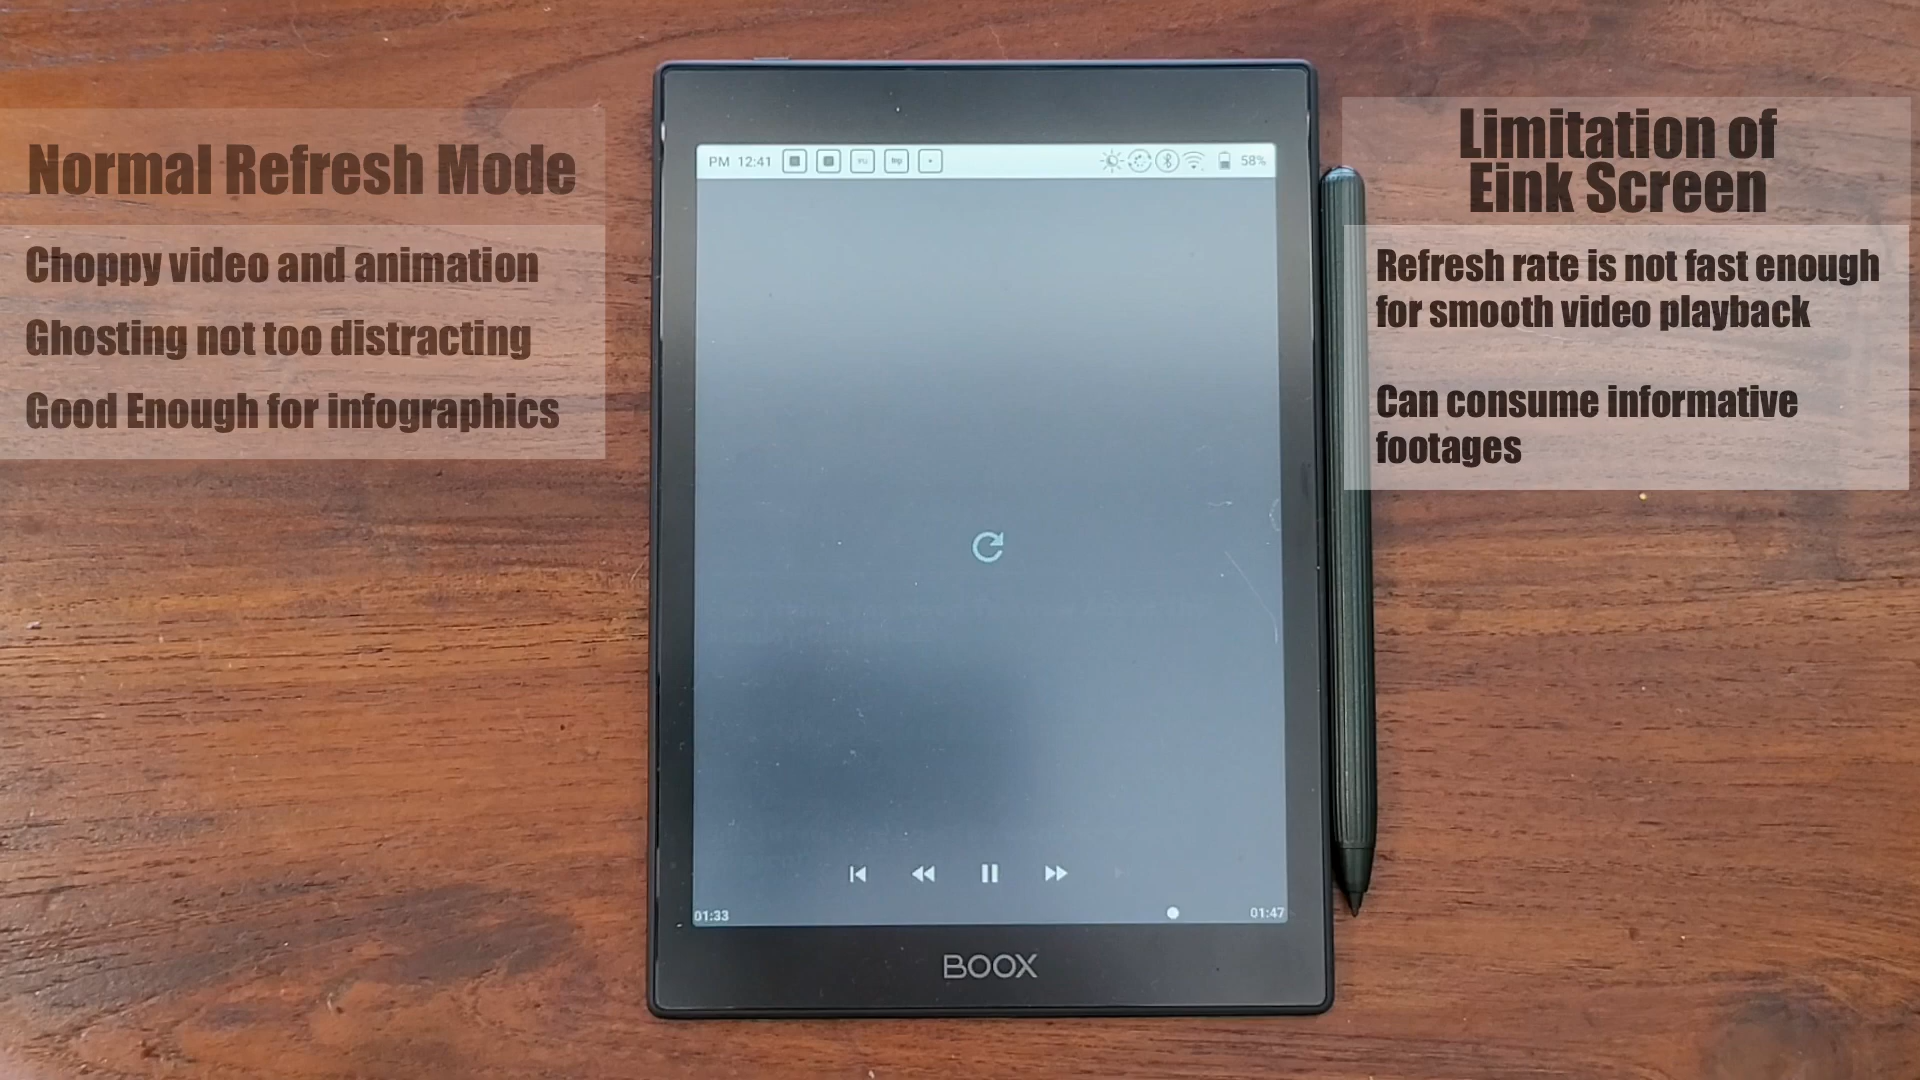 Normal Refresh Mode
Choppy video and animation
Ghosting not too distracting
Good Enough for infographics
PM 12:41
58%
01:33
01:47
BOOX
Limitation of
Eink Screen
Refresh rate is not fast enough
for smooth video playback
Can consume informative
footages